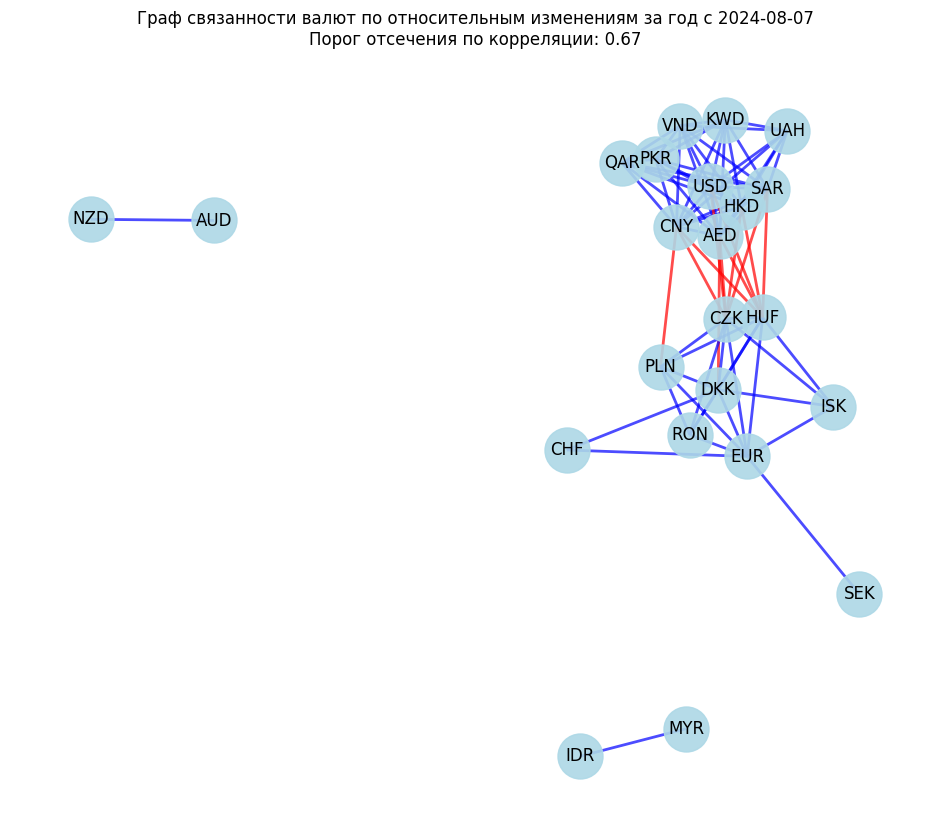 Граф связанности валют по относительным изменениям за год с 2024-08-07
Порог отсечения по корреляции: 0.67
KWD
VND
UAH
PKR
QAR
USD
SAR
HKD
NZD
AUD
CNY
AED
CZK
HUF
PLN
DKK
ISK
RON
CHF
EUR
SEK
MYR
IDR